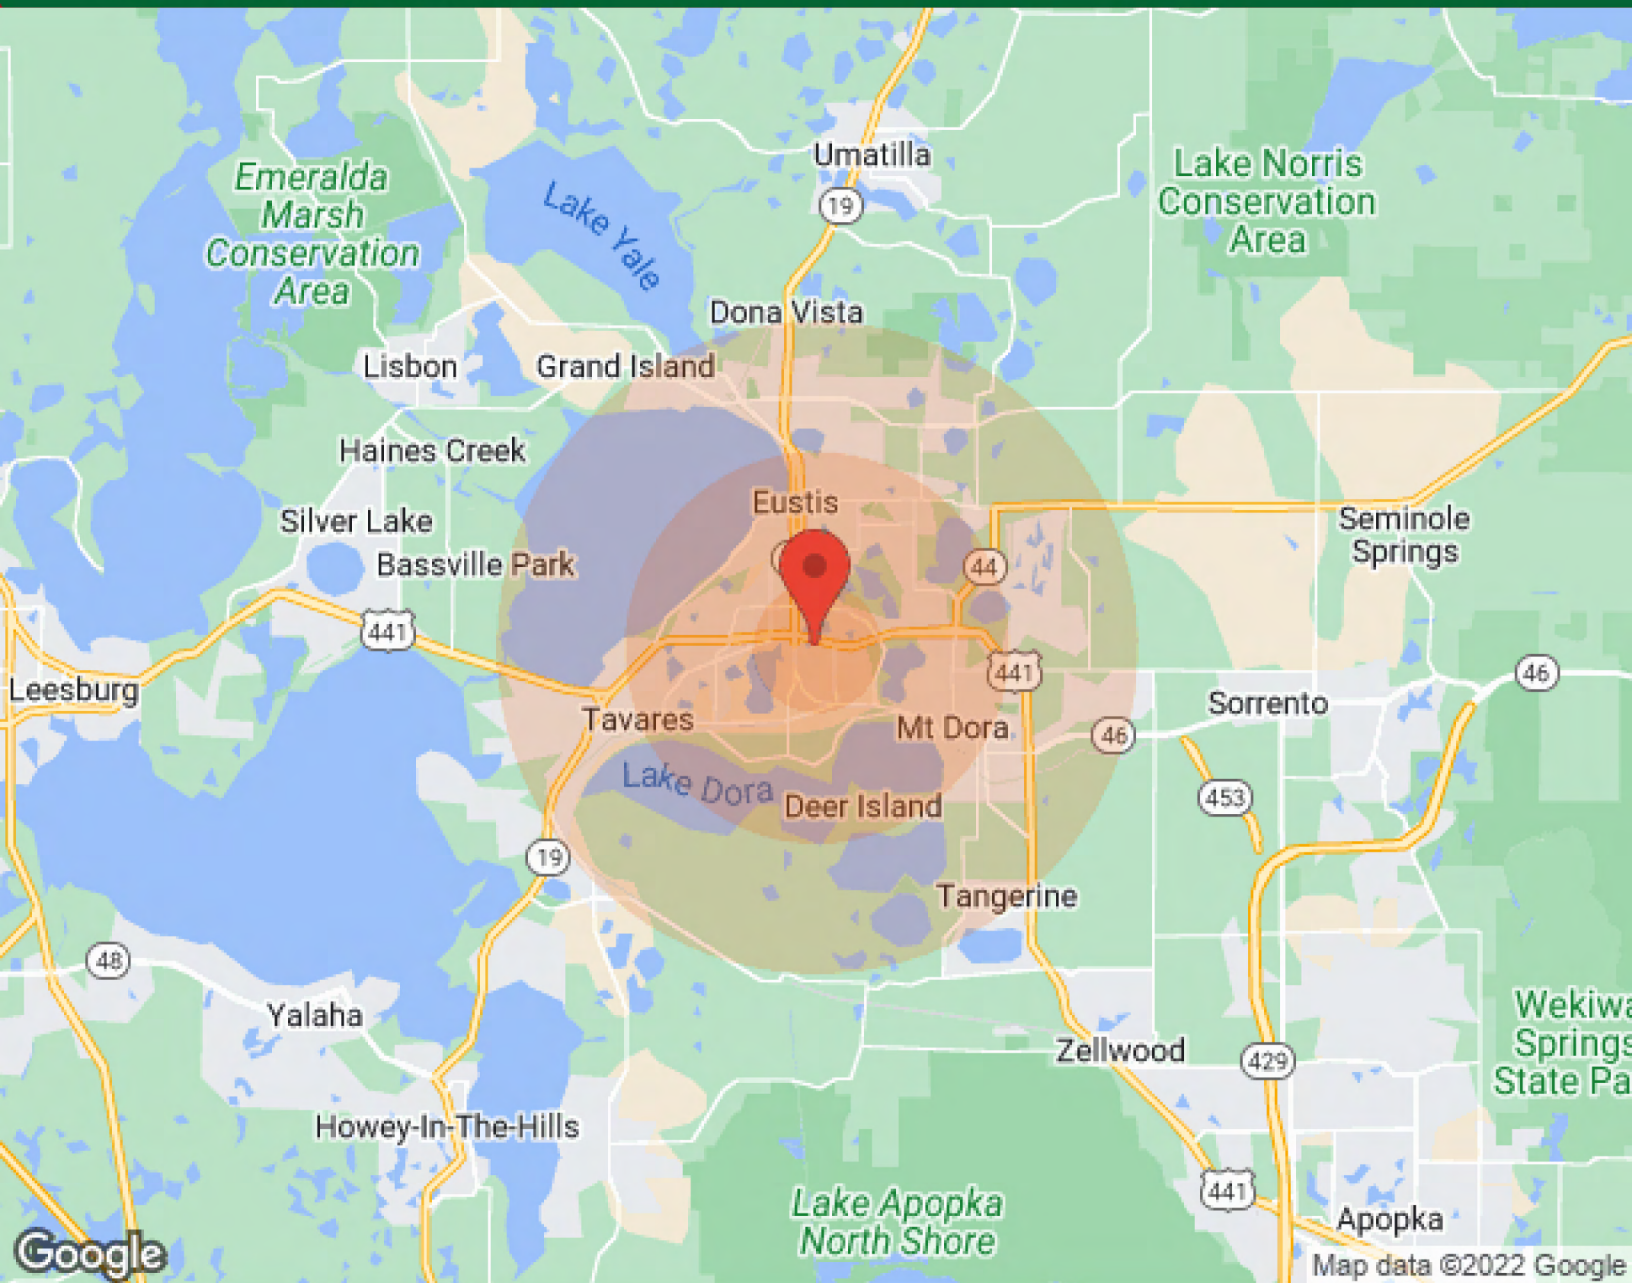 Umatilla
19
Emeralda
Marsh
Conservation
Area
Lake Yale
Lake Norris
Conservation
Area
Dona Vista
Lisbon
Grand Island
Haines Creek
Eustis
Silver Lake
Bassville Park
44
Seminole
Springs
441
441
46
Leesburg
Tavares
Mt Dora
Sorrento
46
Lake Dora
Deer Island
453
19
Tangerine
48
Yalaha
Wekiwa
Springs
State Pa
Zellwood
429
Howey-In-The-Hills
441
Lake Apopka
North Shore
Apopka
Google
Map data ©2022 Google